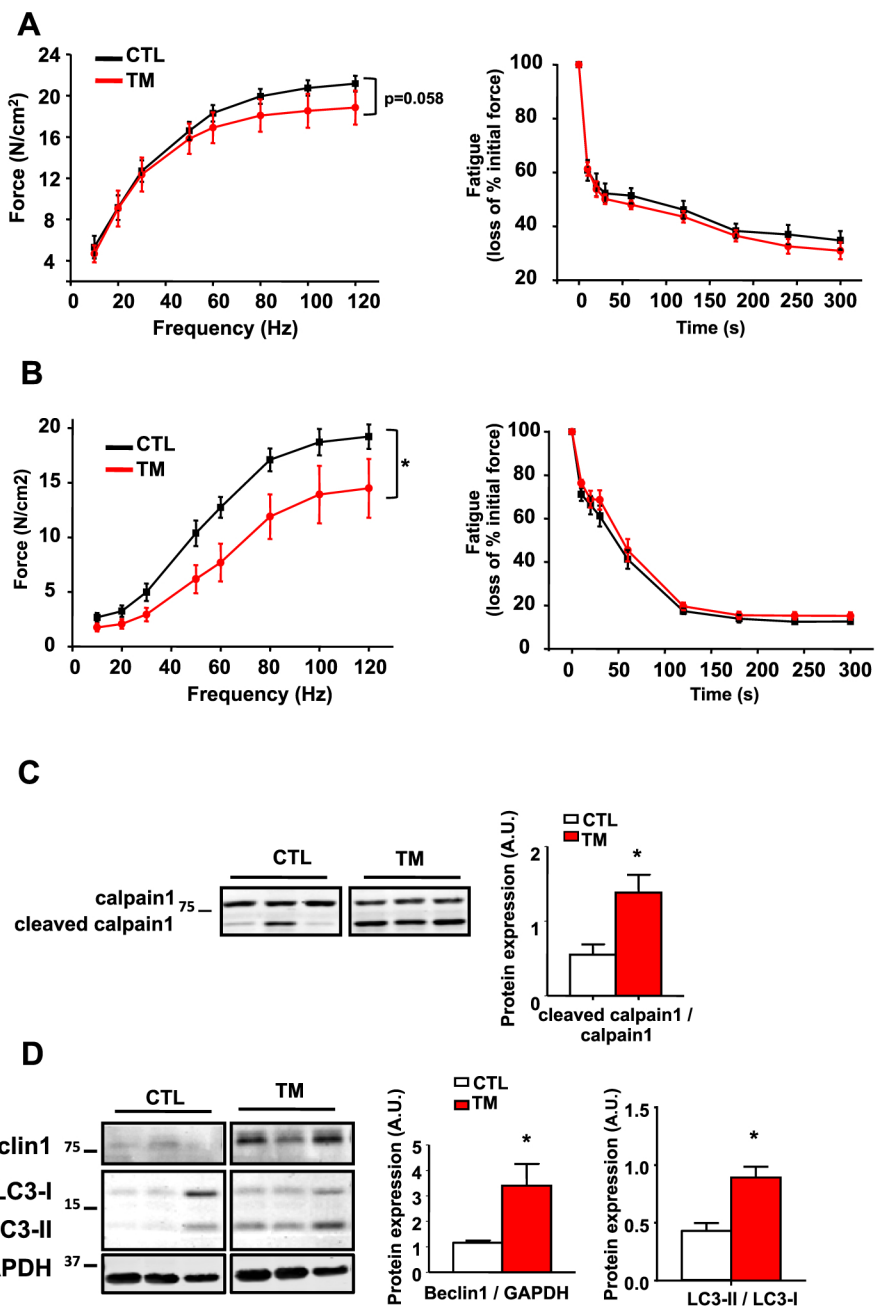 A
CTL
TM
24
20
16
12
8
4
Force (N/cm²)
p=0.058
0 20 40 60 80 100 120
Frequency (Hz)
100
80
60
40
20
Fatigue
(loss of % initial force)
0 50 100 150 200 250 300
Time (s)
B
CTL
TM
20
15
10
5
0
Force (N/cm2)
*
0 20 40 60 80 100 120
Frequency (Hz)
100
80
60
40
20
0
Fatigue
(loss of % initial force)
0 50 100 150 200 250 300
Time (s)
C
CTL TM
calpain1
75
cleaved calpain1
CTL
TM
2
1
0
Protein expression (A.U.)
*
cleaved calpain1 /
calpain1
D
CTL TM
eclin1
75
LC3-I
15
C3-II
37
APDH
CTL
TM
5
4
3
2
1
0
Protein expression (A.U.)
*
Beclin1 / GAPDH
1.5
1.0
0.5
0.0
Protein expression (A.U.)
*
LC3-II / LC3-I